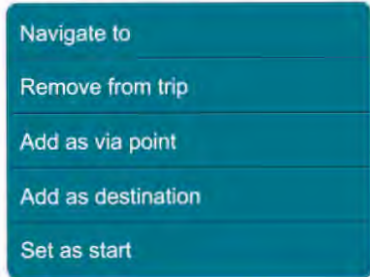 Navigate to
Remove from trip
Add as via point
Add as destination
Set as start